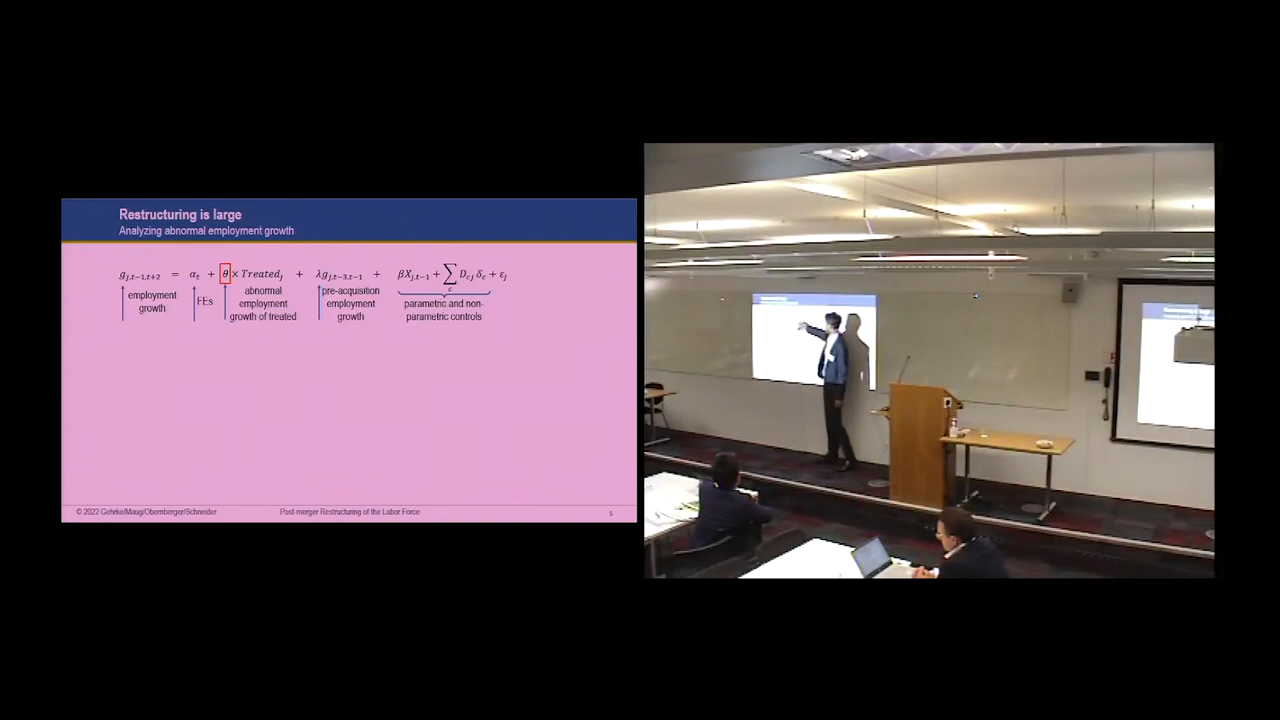 Restructuring is large
Analyzing abnormal employment growth
g_{j,t−1,t+2} = α_t + θ × Treated_j + λg_{j,t−3,t−1} + βX_{j,t−1} + ∑_c D_{cj} δ_c + ε_j
employment growth
FEs
abnormal employment growth of treated
pre-acquisition employment growth
parametric and non-parametric controls
© 2022 Gehrke/Maug/Obernberger/Schneider
Post-merger Restructuring of the Labor Force
5